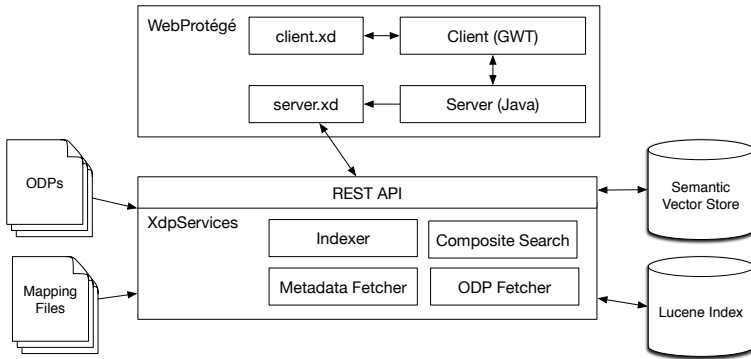 WebProtégé
client.xd
Client (GWT)
server.xd
Server (Java)
ODPs
REST API
Semantic
Vector Store
XdpServices
Indexer
Composite Search
Mapping
Files
Metadata Fetcher
ODP Fetcher
Lucene Index